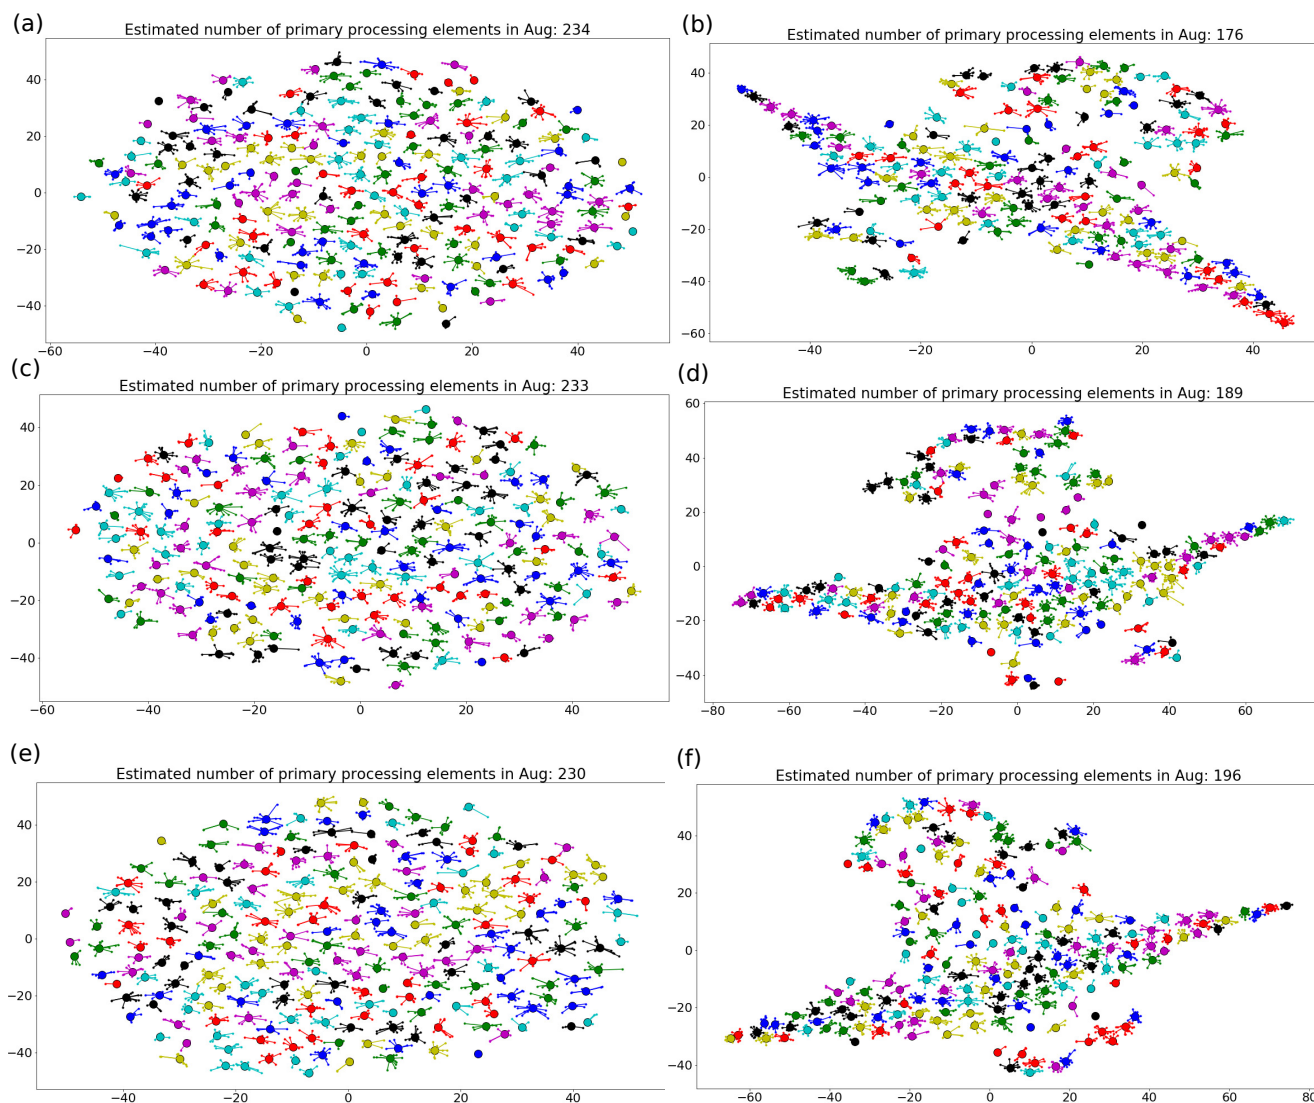 (a)
Estimated number of primary processing elements in Aug: 234
40
20
0
−20
−40
−60 −40 −20 0 20 40
(b)
Estimated number of primary processing elements in Aug: 176
40
20
0
−20
−40
−60
−40 −20 0 20 40
(c)
Estimated number of primary processing elements in Aug: 233
40
20
0
−20
−40
−60 −40 −20 0 20 40
(d)
Estimated number of primary processing elements in Aug: 189
60
40
20
0
−20
−40
−80 −60 −40 −20 0 20 40 60
(e)
Estimated number of primary processing elements in Aug: 230
40
20
0
−20
−40
−40 −20 0 20 40
(f)
Estimated number of primary processing elements in Aug: 196
40
20
0
−20
−40
−60 −40 −20 0 20 40 60 80